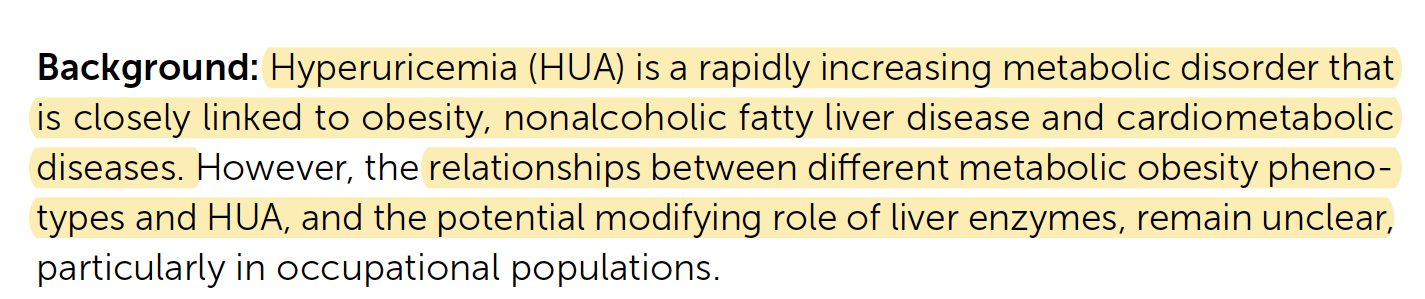 Background: Hyperuricemia (HUA) is a rapidly increasing metabolic disorder that
is closely linked to obesity, nonalcoholic fatty liver disease and cardiometabolic
diseases. However, the relationships between different metabolic obesity pheno-
types and HUA, and the potential modifying role of liver enzymes, remain unclear,
particularly in occupational populations.